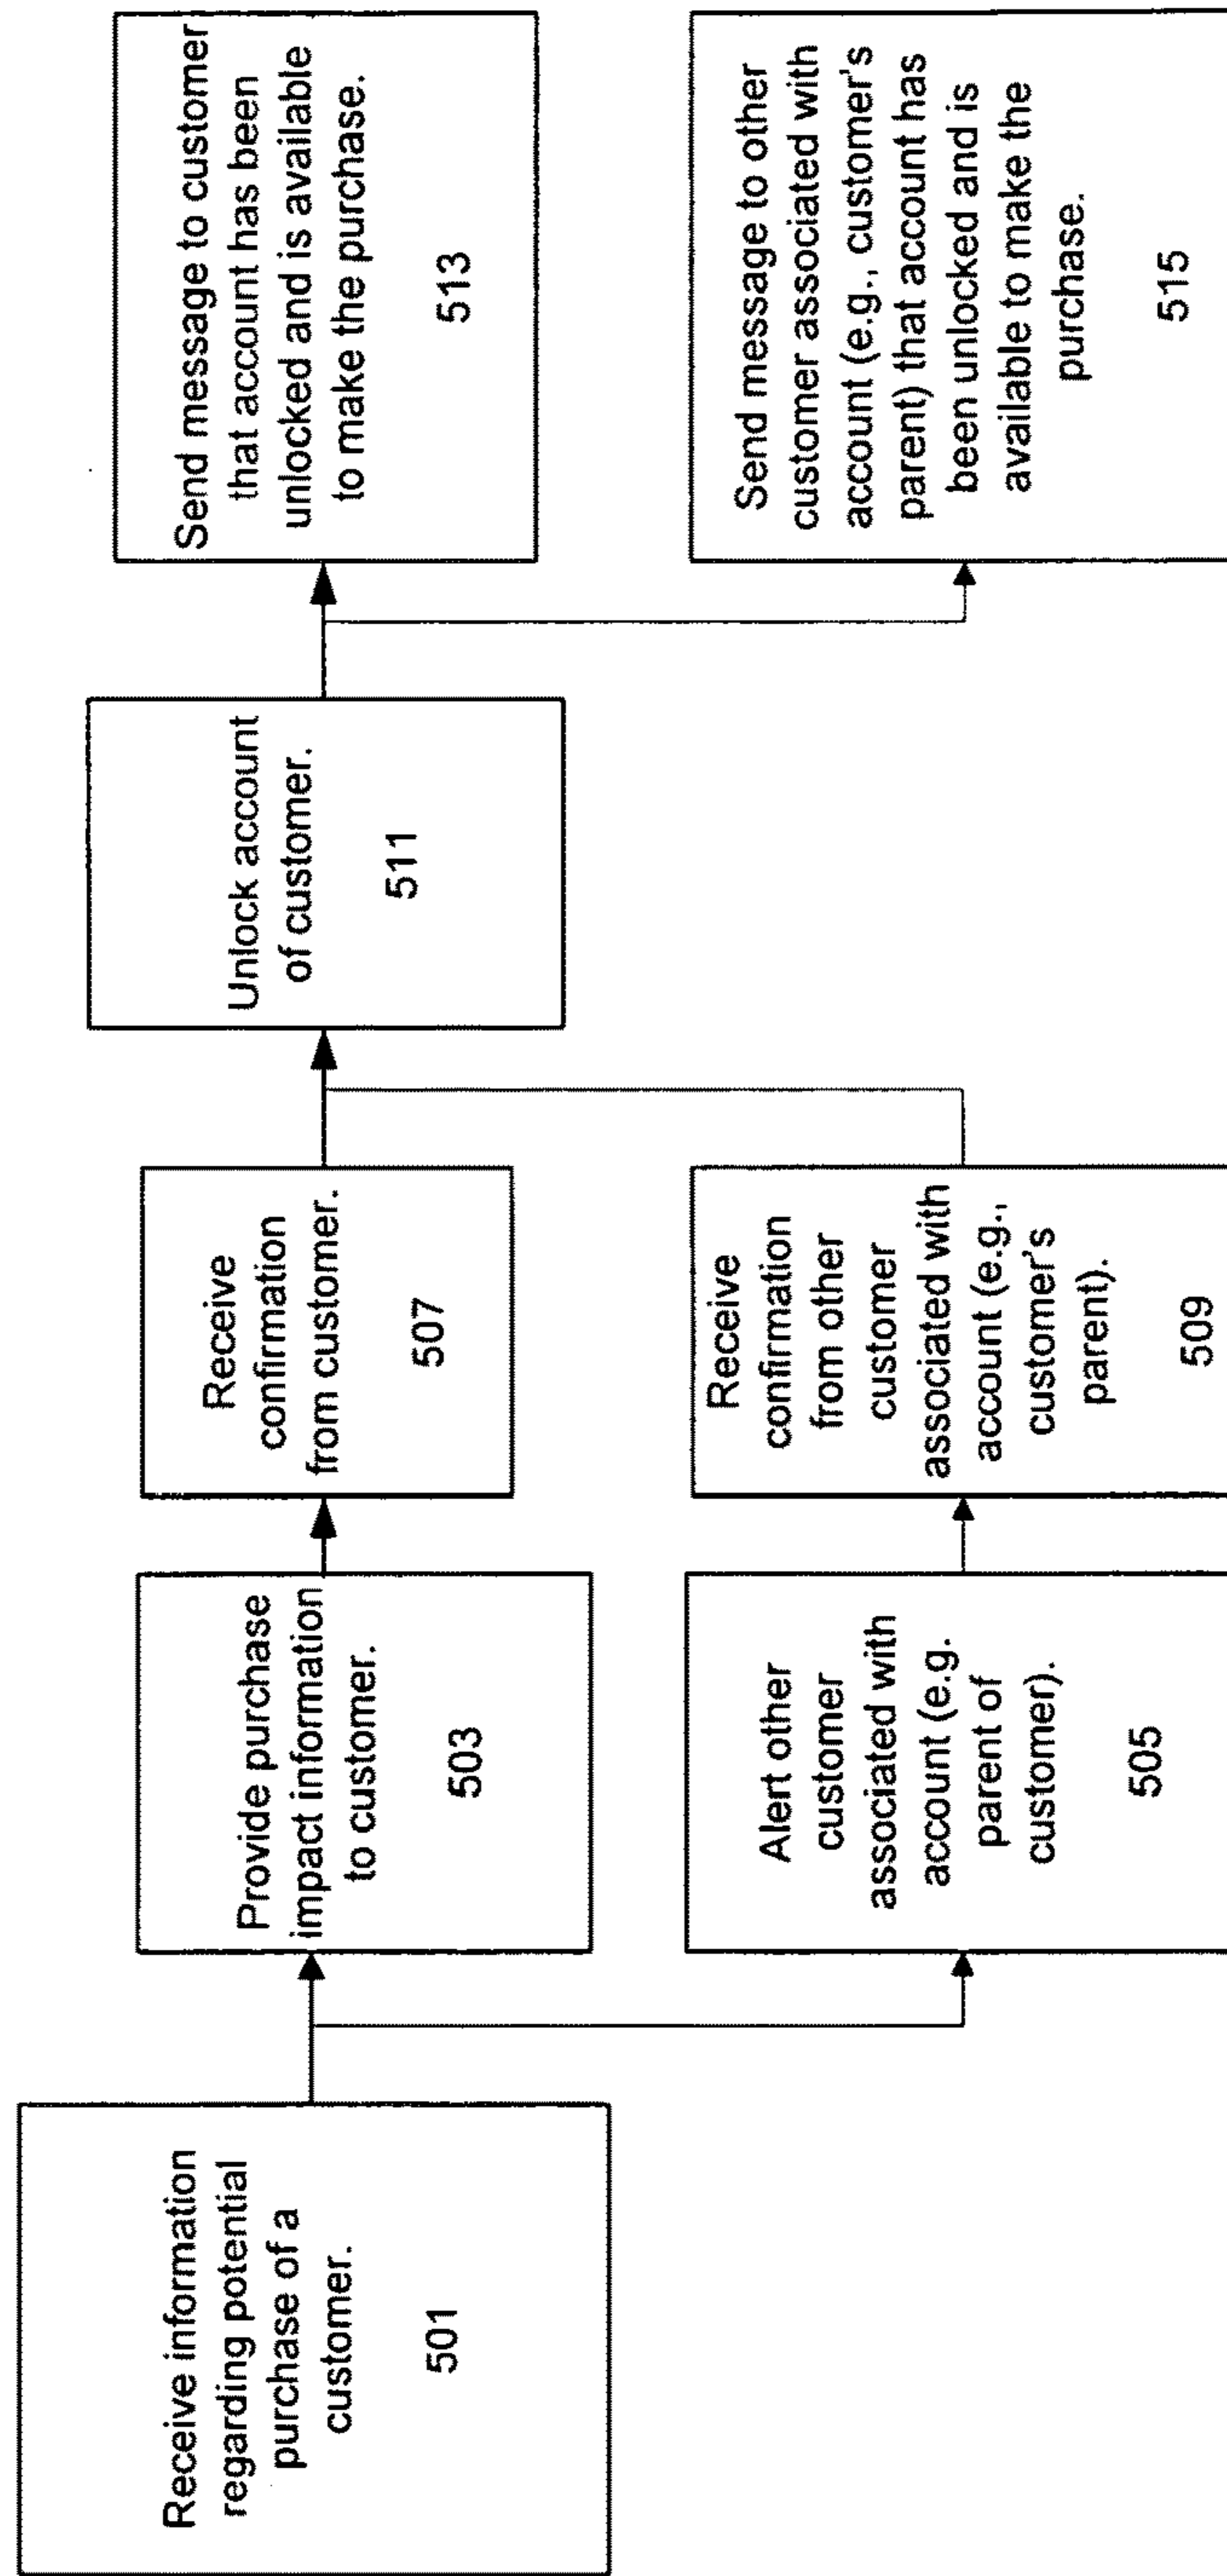 Receive information
regarding potential
purchase of a
customer.
501
Provide purchase
impact information
to customer.
503
Alert other
customer
associated with
account (e.g.
parent of
customer).
505
Receive
confirmation
from customer.
507
Receive
confirmation
from other
customer
associated with
account (e.g.,
customer's
parent).
509
Unlock account
of customer.
511
Send message to customer
that account has been
unlocked and is available
to make the purchase.
513
Send message to other
customer associated with
account (e.g., customer's
parent) that account has
been unlocked and is
available to make the
purchase.
515